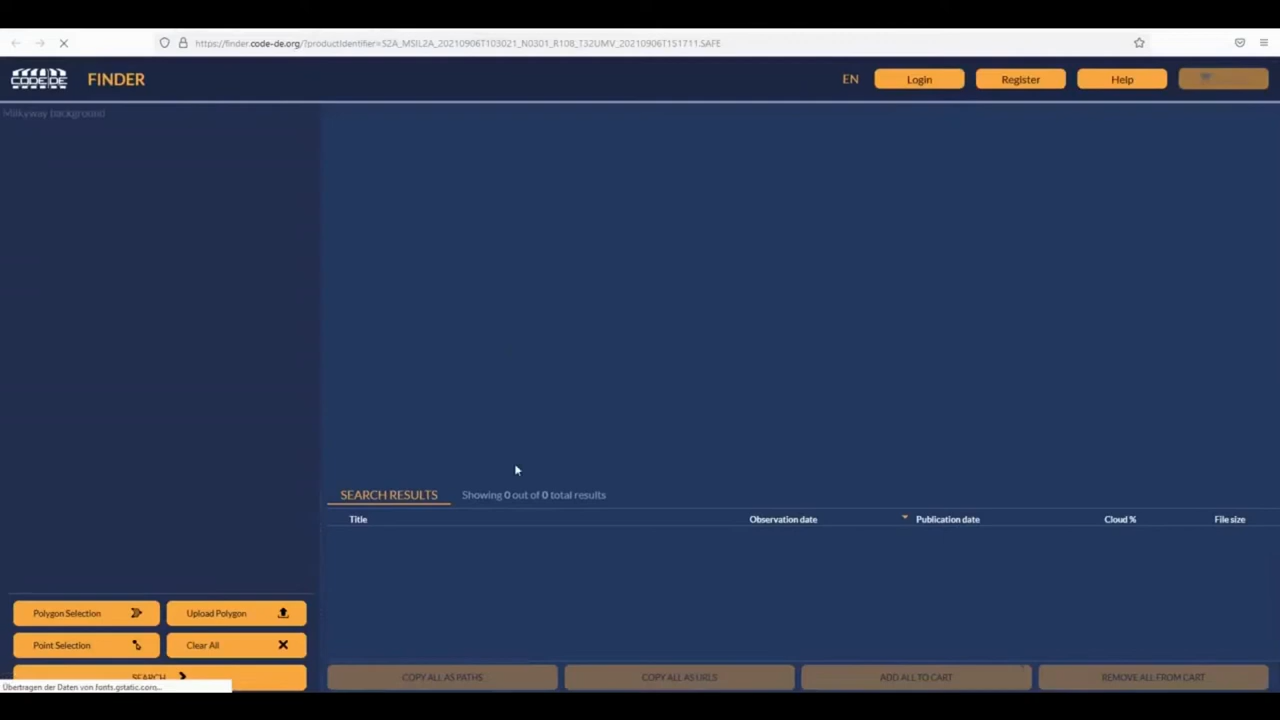 https://finder.code-de.org/?productIdentifier=S2A_MSIL2A_20210906T103021_N0301_R108_T32UMV_20210906T151711.SAFE
CODE-DE FINDER EN Login Register Help
Milkyway background
SEARCH RESULTS Showing 0 out of 0 total results
Title Observation date Publication date Cloud % File size
Polygon Selection Upload Polygon
Point Selection Clear All
SEARCH COPY ALL AS PATHS COPY ALL AS URLS ADD ALL TO CART REMOVE ALL FROM CART
Übertragen der Daten von fonts.gstatic.com...